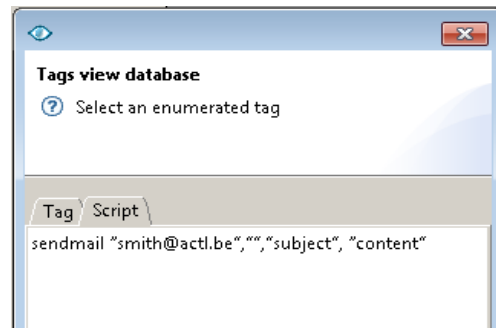 Tags view database
Select an enumerated tag
Tag Script
sendmail ”smith@actl.be“,““,“subject“, ”content“